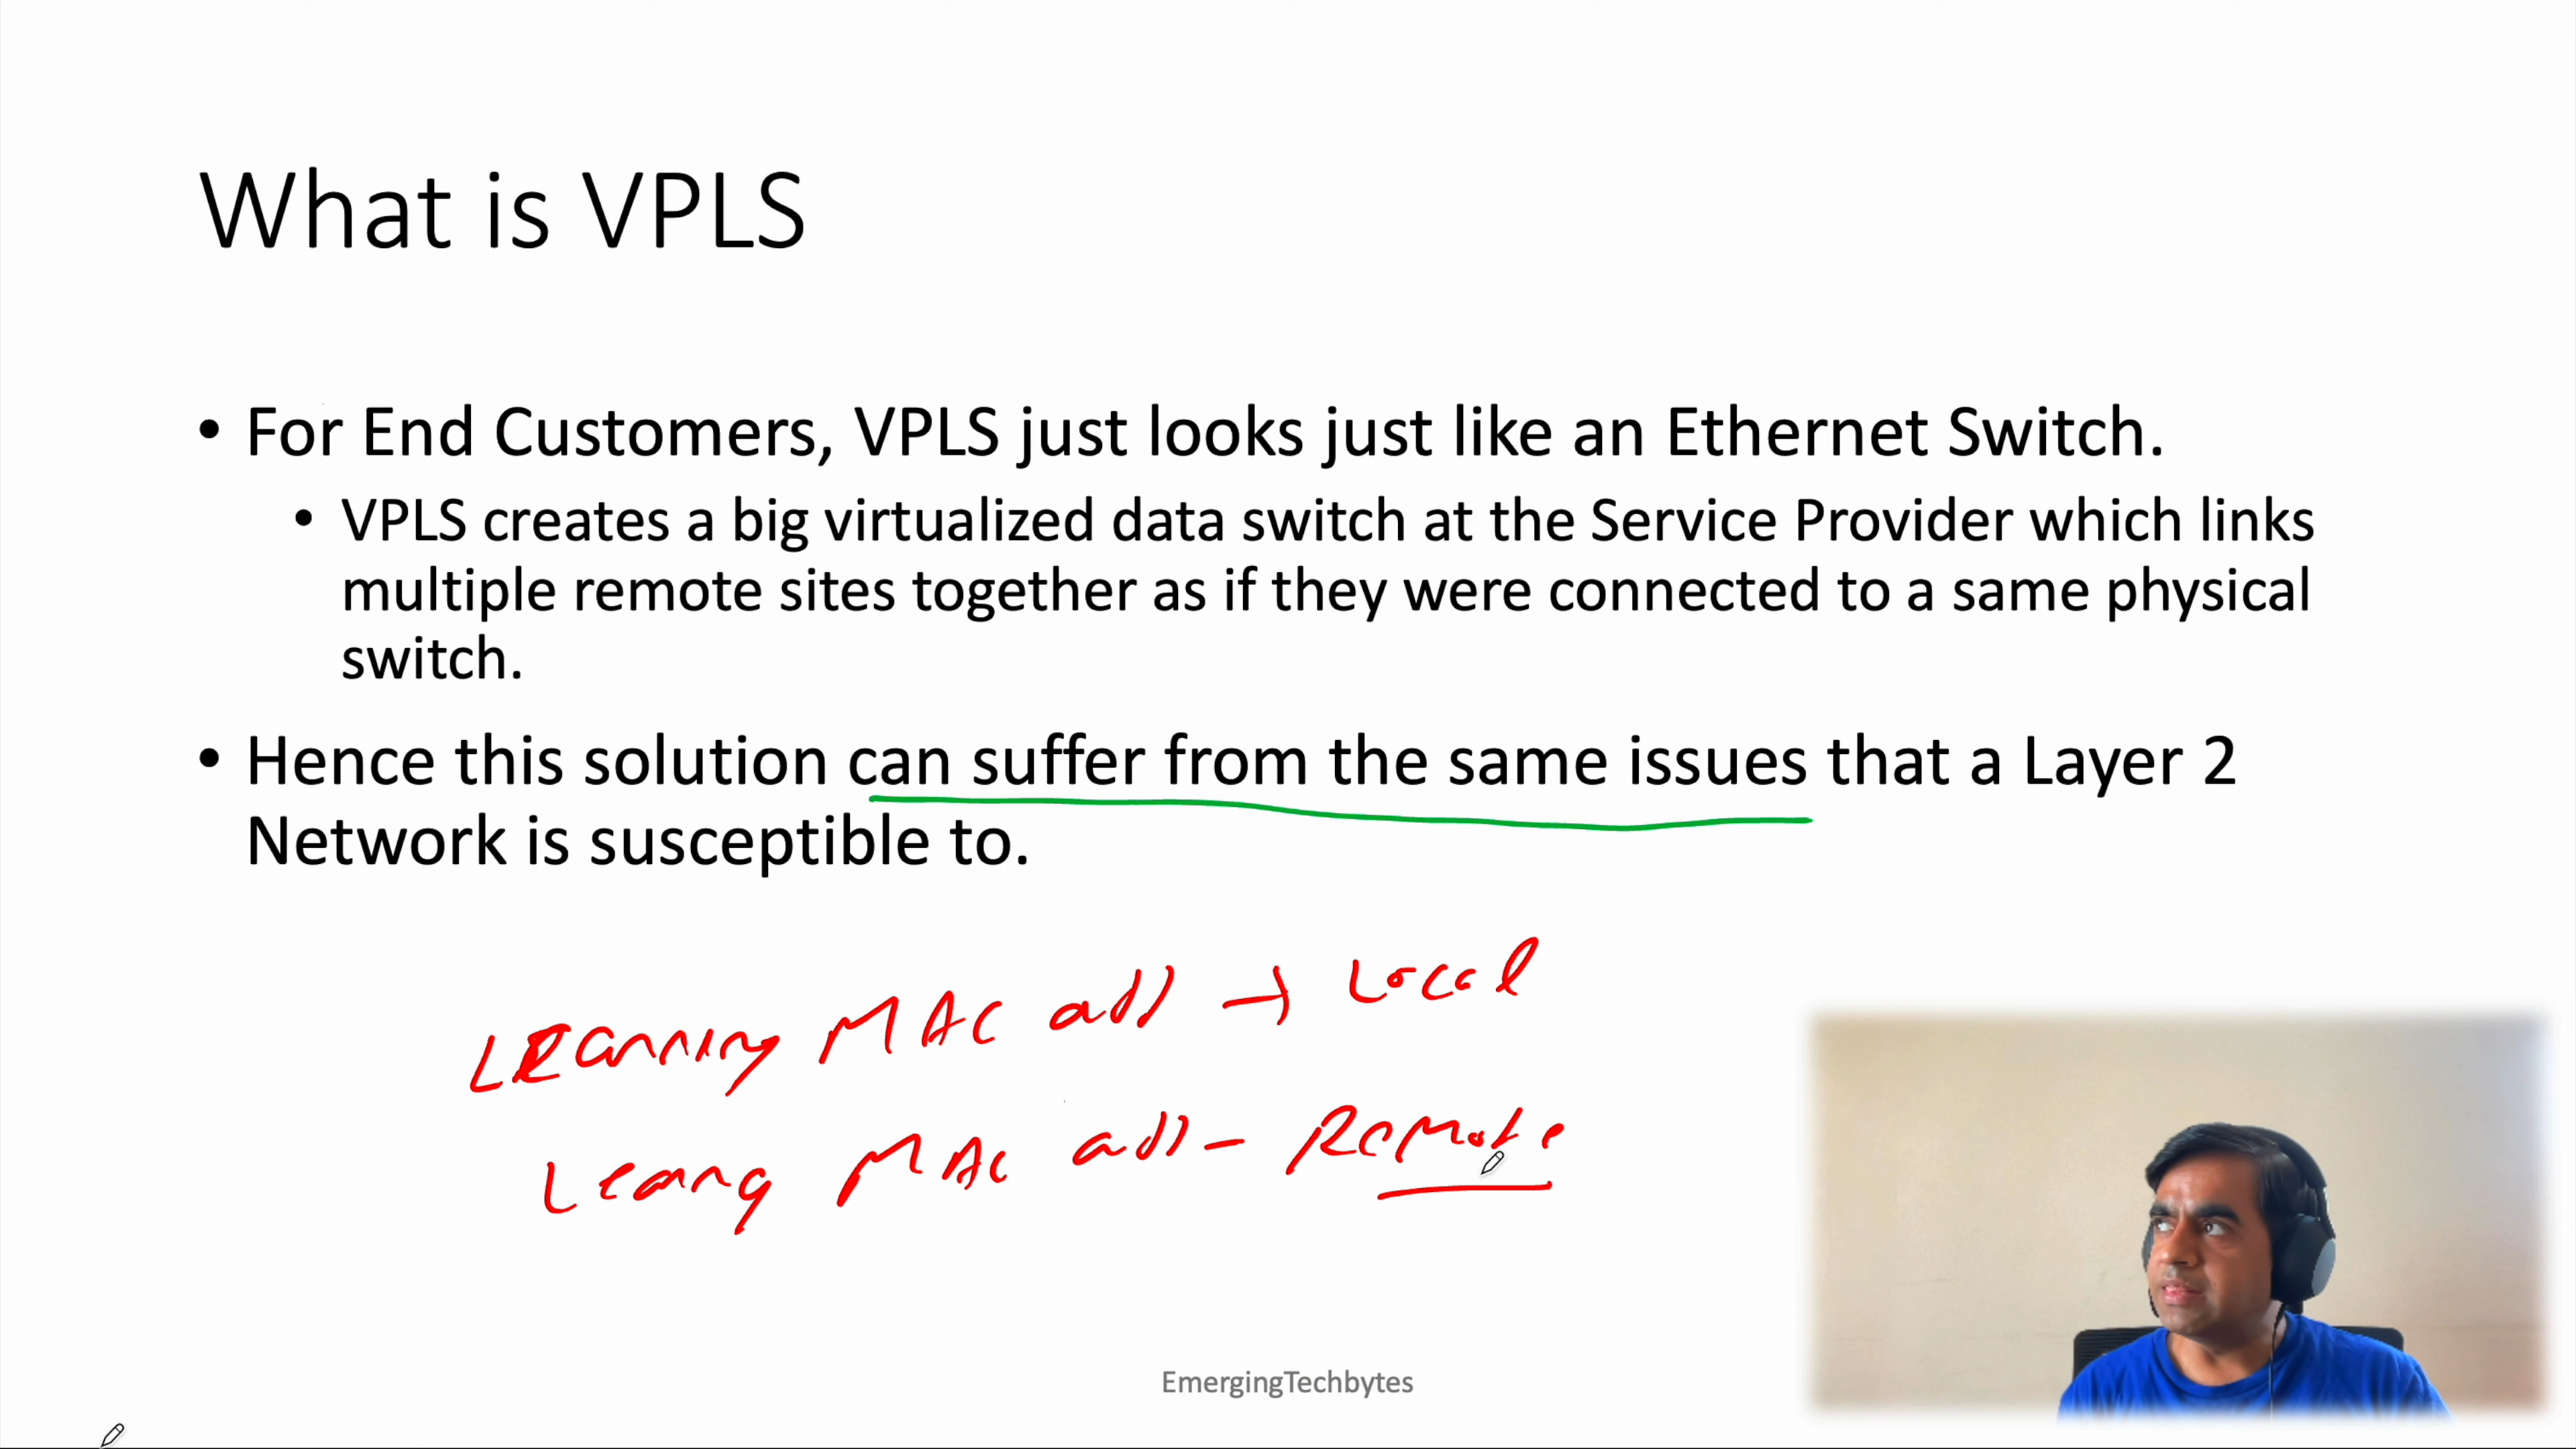 What is VPLS
• For End Customers, VPLS just looks just like an Ethernet Switch.
• VPLS creates a big virtualized data switch at the Service Provider which links
multiple remote sites together as if they were connected to a same physical
switch.
• Hence this solution can suffer from the same issues that a Layer 2
Network is susceptible to.
Learning MAC add → Local
Learng MAC add - Remote
EmergingTechbytes